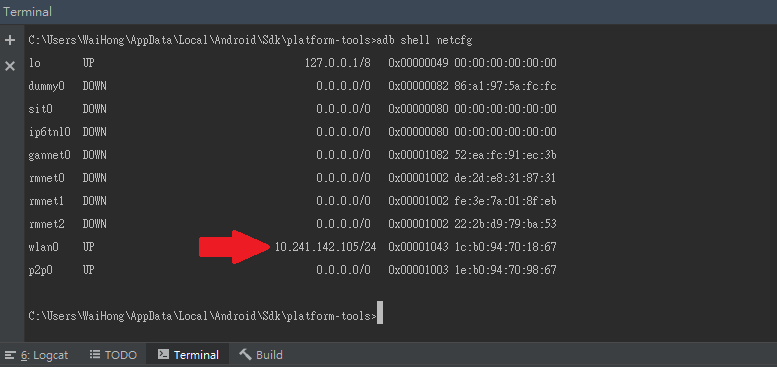 Terminal
C:\Users\WaiHong\AppData\Local\Android\Sdk\platform-tools>adb shell netcfg
lo UP 127.0.0.1/8 0x00000049 00:00:00:00:00:00
dummy0 DOWN 0.0.0.0/0 0x00000082 86:a1:97:5a:fc:fc
sit0 DOWN 0.0.0.0/0 0x00000080 00:00:00:00:00:00
ip6tnl0 DOWN 0.0.0.0/0 0x00000080 00:00:00:00:00:00
gannet0 DOWN 0.0.0.0/0 0x00001082 52:ea:fc:91:ec:3b
rmnet0 DOWN 0.0.0.0/0 0x00001002 de:2d:e8:31:87:31
rmnet1 DOWN 0.0.0.0/0 0x00001002 fe:3e:7a:01:8f:eb
rmnet2 DOWN 0.0.0.0/0 0x00001002 22:2b:d9:79:ba:53
wlan0 UP 10.241.142.105/24 0x00001043 1c:b0:94:70:18:67
p2p0 UP 0.0.0.0/0 0x00001003 1e:b0:94:70:98:67
C:\Users\WaiHong\AppData\Local\Android\Sdk\platform-tools>
6: Logcat TODO Terminal Build